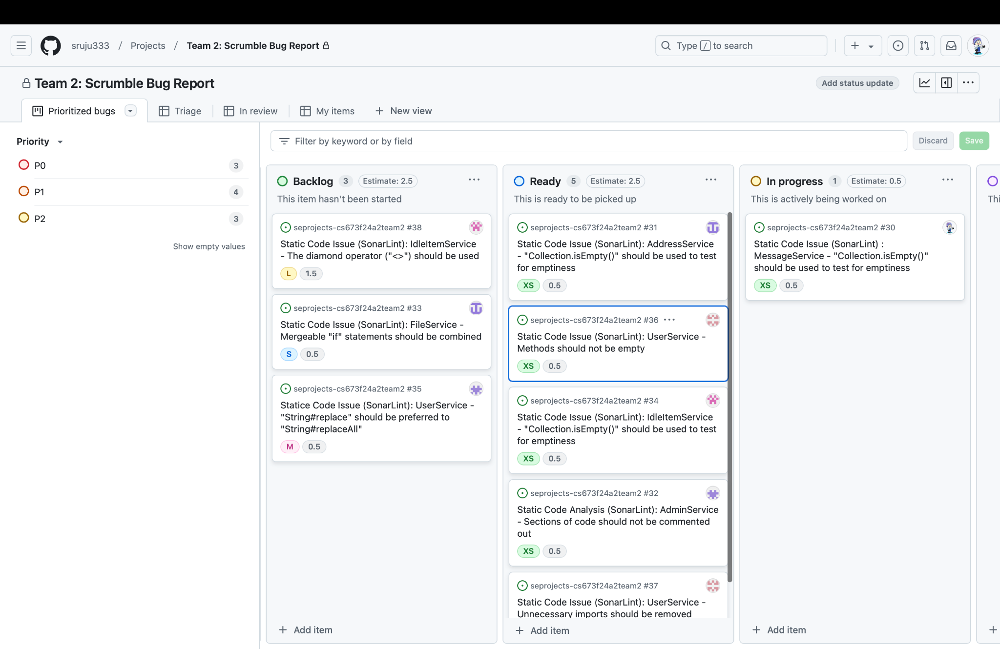 sruju333 / Projects / Team 2: Scrumble Bug Report
Type / to search
Team 2: Scrumble Bug Report
Add status update
Prioritized bugs
Triage
In review
My items
New view
Priority
P0 3
P1 4
P2 3
Show empty values
Filter by keyword or by field
Discard
Save
Backlog 3 Estimate: 2.5
This item hasn't been started
seprojects-cs673f24a2team2 #38
Static Code Issue (SonarLint): IdleItemService
- The diamond operator ("<>") should be used
L 1.5
seprojects-cs673f24a2team2 #33
Static Code Issue (SonarLint): FileService -
Mergeable "if" statements should be combined
S 0.5
seprojects-cs673f24a2team2 #35
Statice Code Issue (SonarLint): UserService -
"String#replace" should be preferred to
"String#replaceAll"
M 0.5
Add item
Ready 5 Estimate: 2.5
This is ready to be picked up
seprojects-cs673f24a2team2 #31
Static Code Issue (SonarLint): AddressService
- "Collection.isEmpty()" should be used to test
for emptiness
XS 0.5
seprojects-cs673f24a2team2 #36
Static Code Issue (SonarLint): UserService -
Methods should not be empty
XS 0.5
seprojects-cs673f24a2team2 #34
Static Code Issue (SonarLint): IdleItemService
- "Collection.isEmpty()" should be used to test
for emptiness
XS 0.5
seprojects-cs673f24a2team2 #32
Static Code Analysis (SonarLint): AdminService
- Sections of code should not be commented
out
XS 0.5
seprojects-cs673f24a2team2 #37
Static Code Issue (SonarLint): UserService -
Unnecessary imports should be removed
Add item
In progress 1 Estimate: 0.5
This is actively being worked on
seprojects-cs673f24a2team2 #30
Static Code Issue (SonarLint) :
MessageService - "Collection.isEmpty()"
should be used to test for emptiness
XS 0.5
Add item